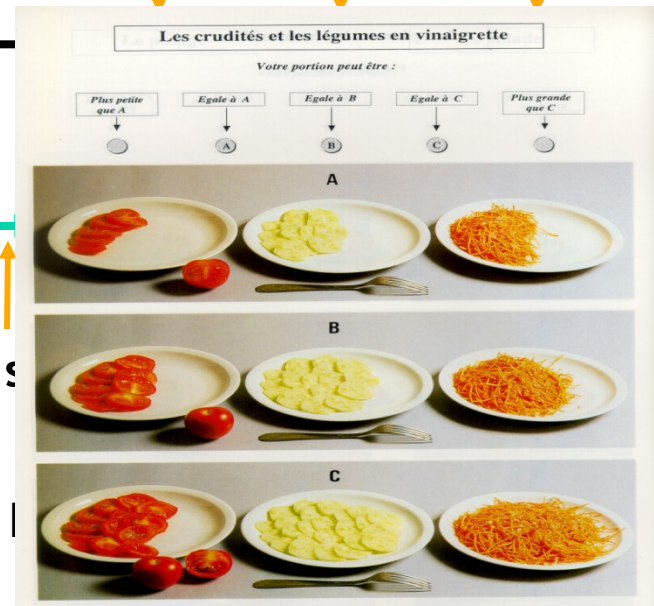 Les crudités et les légumes en vinaigrette
Votre portion peut être :
Plus petite
que A
Egale à A
Egale à B
Egale à C
Plus grande
que C
A
B
C
A
B
C